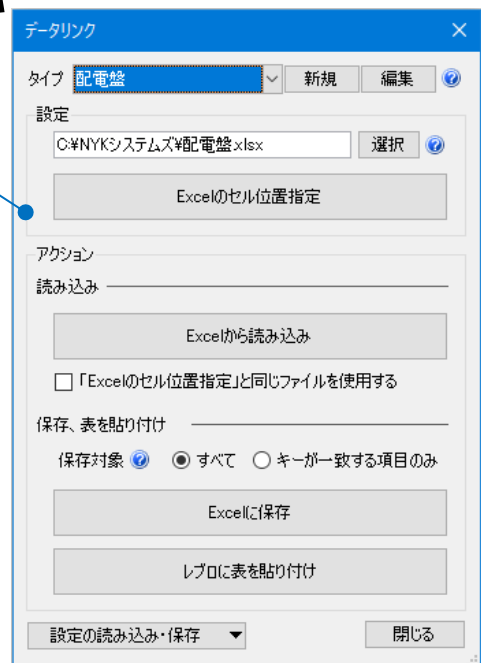 データリンク
タイプ 配電盤 新規 編集
設定
C:¥NYKシステムズ¥配電盤.xlsx 選択
Excelのセル位置指定
アクション
読み込み
Excelから読み込み
「Excelのセル位置指定」と同じファイルを使用する
保存、表を貼り付け
保存対象 すべて キーが一致する項目のみ
Excelに保存
レブロに表を貼り付け
設定の読み込み・保存 閉じる